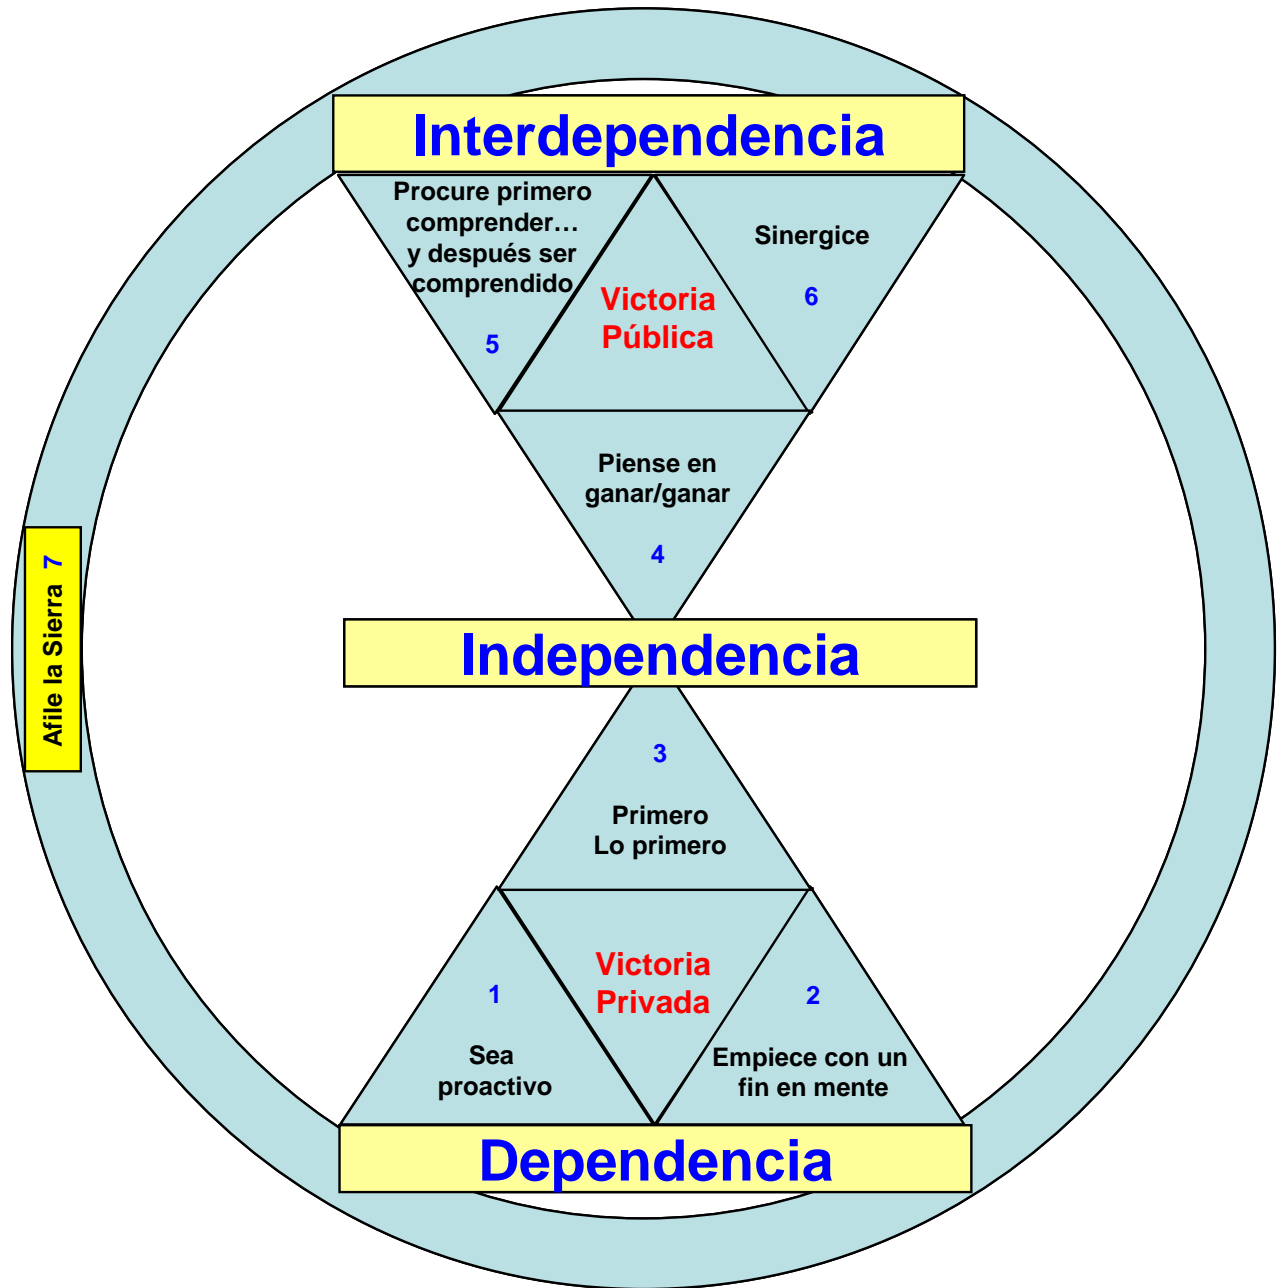 Interdependencia
Procure primero
comprender…
y después ser
comprendido
5
Victoria
Pública
Sinergice
6
Piense en
ganar/ganar
4
Afile la Sierra 7
Independencia
3
Primero
Lo primero
1
Sea
proactivo
Victoria
Privada
2
Empiece con un
fin en mente
Dependencia